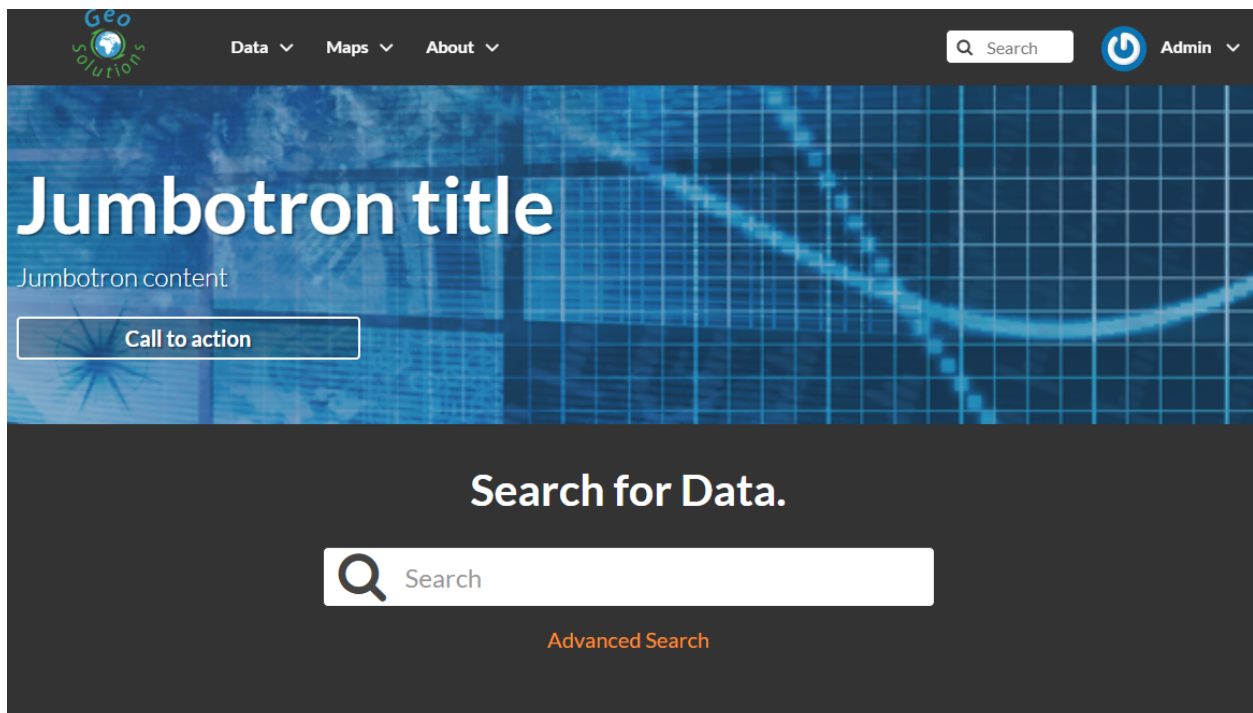 Geo
Solutions
Data
Maps
About
Search
Admin
Jumbotron title
Jumbotron content
Call to action
Search for Data.
Search
Advanced Search